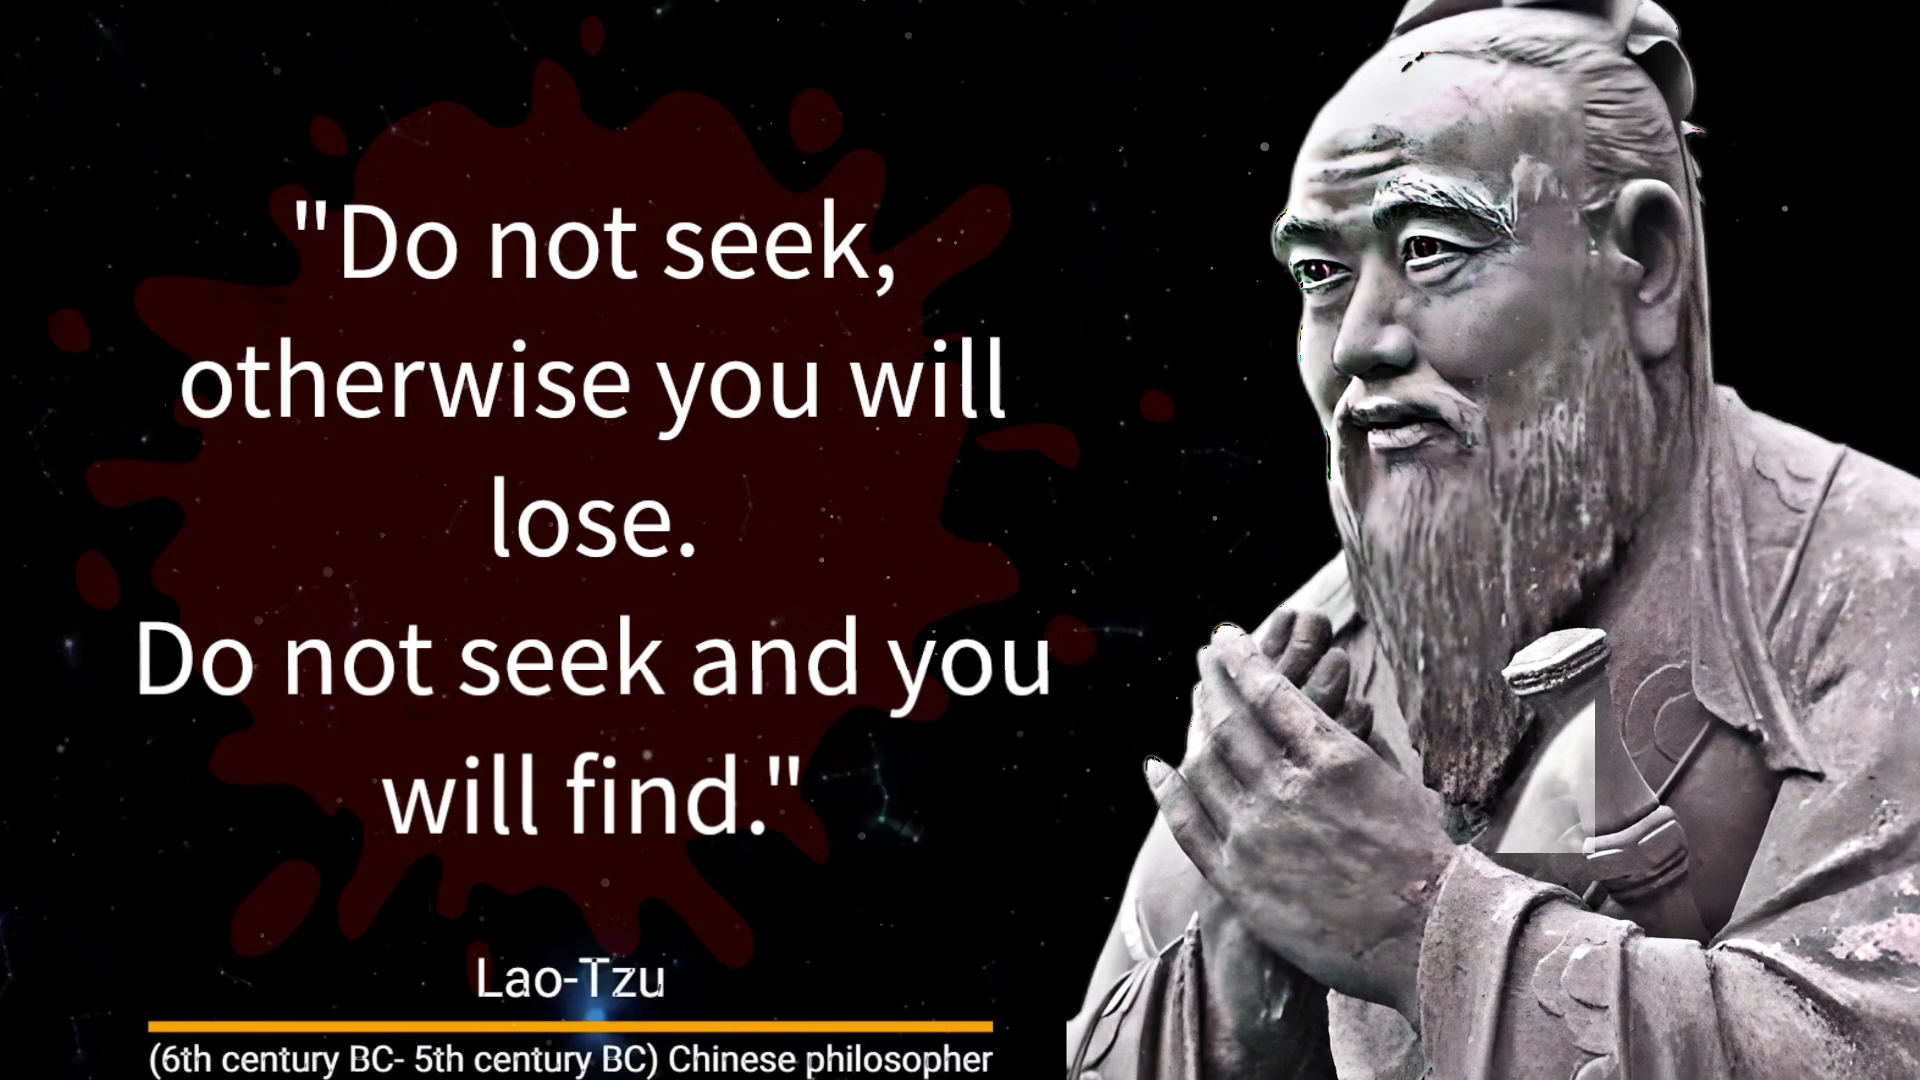 "Do not seek,
otherwise you will
lose.
Do not seek and you
will find."
Lao-Tzu
(6th century BC- 5th century BC) Chinese philosopher